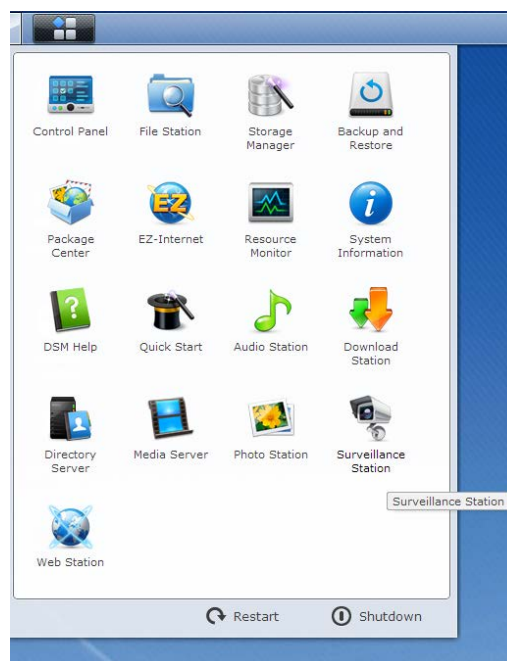 Control Panel
File Station
Storage
Manager
Backup and
Restore
Package
Center
EZ
EZ-Internet
Resource
Monitor
System
Information
?
DSM Help
Quick Start
Audio Station
Download
Station
Directory
Server
Media Server
Photo Station
Surveillance
Station
Surveillance Station
Web Station
Restart
Shutdown